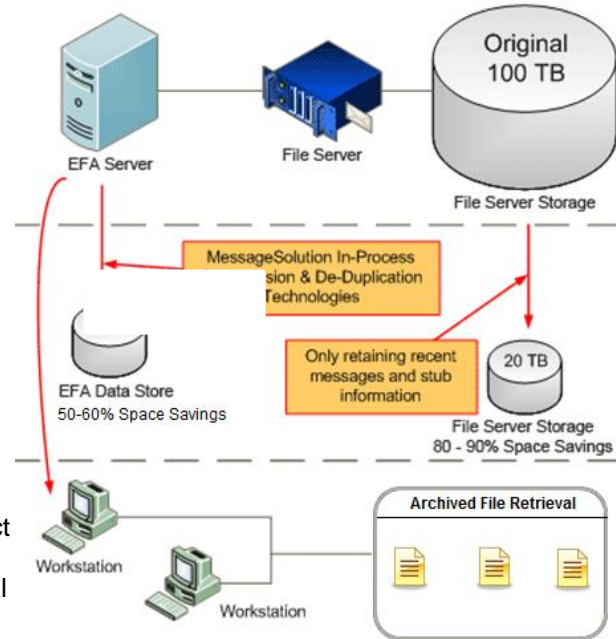 Original
100 TB
EFA Server
File Server
File Server Storage
MessageSolution In-Process
sion & De-Duplication
Technologies
Only retaining recent
messages and stub
information
20 TB
EFA Data Store
50-60% Space Savings
File Server Storage
80 - 90% Space Savings
Archived File Retrieval
ct
Workstation
al
Workstation